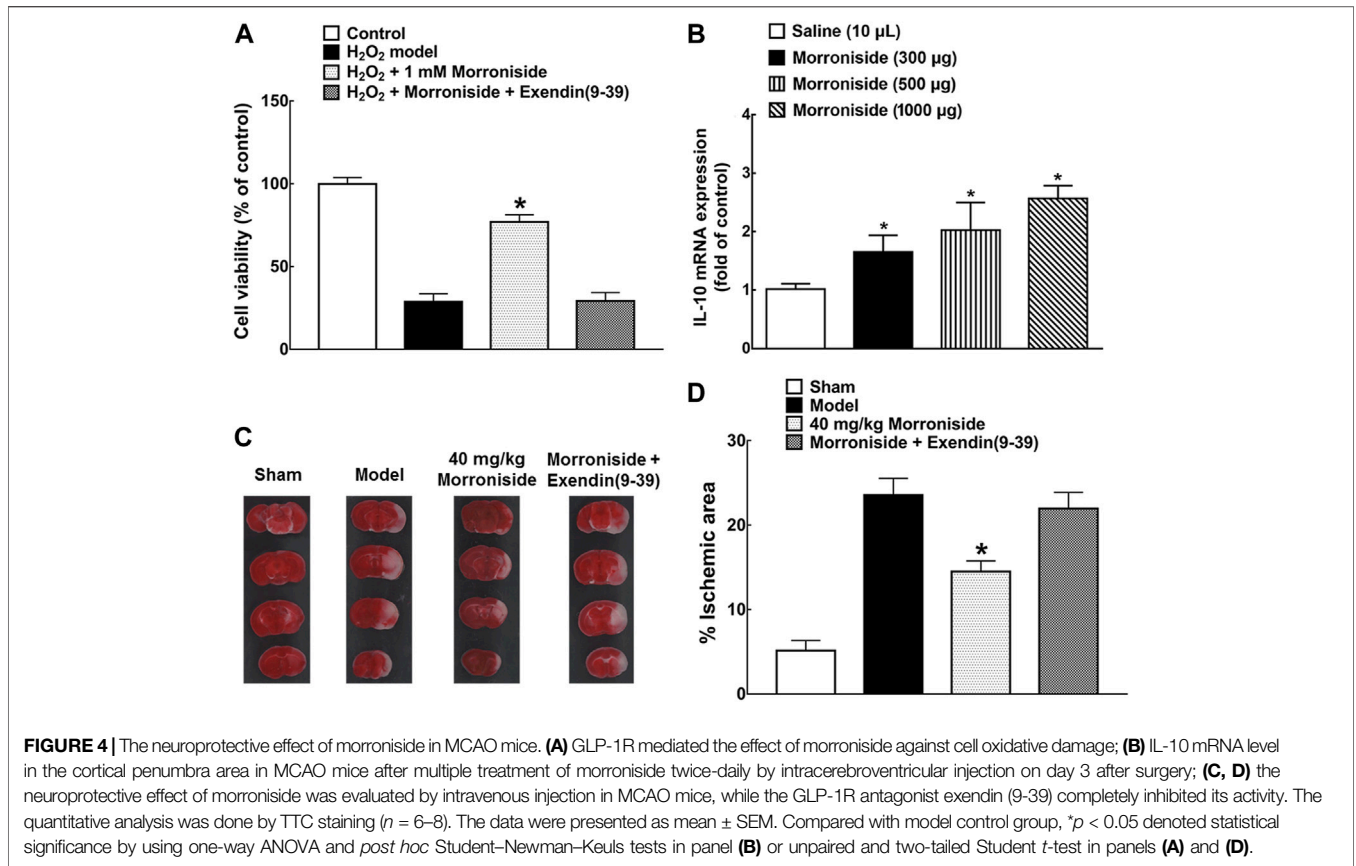 A
Control
H₂O₂ model
H₂O₂ + 1 mM Morroniside
H₂O₂ + Morroniside + Exendin(9-39)
Cell viability (% of control)
150
100
50
0
*
B
Saline (10 µL)
Morroniside (300 µg)
Morroniside (500 µg)
Morroniside (1000 µg)
IL-10 mRNA expression
(fold of control)
4
3
2
1
0
*
*
*
C
Sham
Model
40 mg/kg
Morroniside
Morroniside +
Exendin(9-39)
D
Sham
Model
40 mg/kg Morroniside
Morroniside + Exendin(9-39)
% Ischemic area
30
20
10
0
*
FIGURE 4 | The neuroprotective effect of morroniside in MCAO mice. (A) GLP-1R mediated the effect of morroniside against cell oxidative damage; (B) IL-10 mRNA level
in the cortical penumbra area in MCAO mice after multiple treatment of morroniside twice-daily by intracerebroventricular injection on day 3 after surgery; (C, D) the
neuroprotective effect of morroniside was evaluated by intravenous injection in MCAO mice, while the GLP-1R antagonist exendin (9-39) completely inhibited its activity. The
quantitative analysis was done by TTC staining (n = 6–8). The data were presented as mean ± SEM. Compared with model control group, *p < 0.05 denoted statistical
significance by using one-way ANOVA and post hoc Student–Newman–Keuls tests in panel (B) or unpaired and two-tailed Student t-test in panels (A) and (D).